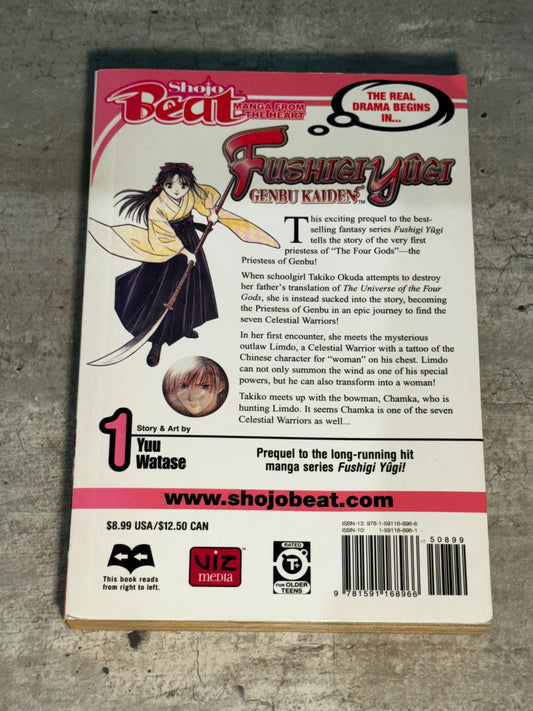 Shojo
Beat
MANGA FROM
THE HEART
THE REAL
DRAMA BEGINS
IN...
FUSHIGI YÛGI
GENBU KAIDEN™
This exciting prequel to the best-
selling fantasy series Fushigi Yûgi
tells the story of the very first
priestess of “The Four Gods”—the
Priestess of Genbu!
When schoolgirl Takiko Okuda attempts to destroy
her father’s translation of The Universe of the Four
Gods, she is instead sucked into the story, becoming
the Priestess of Genbu in an epic journey to find the
seven Celestial Warriors!
In her first encounter, she meets the mysterious
outlaw Limdo, a Celestial Warrior with a tattoo of the
Chinese character for “woman” on his chest. Limdo
can not only summon the wind as one of his special
powers, but he can also transform into a woman!
Takiko meets up with the bowman, Chamka, who is
hunting Limdo. It seems Chamka is one of the seven
Celestial Warriors as well...
1
Story & Art by
Yuu
Watase
Prequel to the long-running hit
manga series Fushigi Yûgi!
www.shojobeat.com
$8.99 USA/$12.50 CAN
ISBN-13: 978-1-59116-896-6
ISBN-10: 1-59116-896-1
50899
9 781591 168966
This book reads
from right to left.
VIZ
MEDIA
RATED
T+
FOR OLDER
TEENS